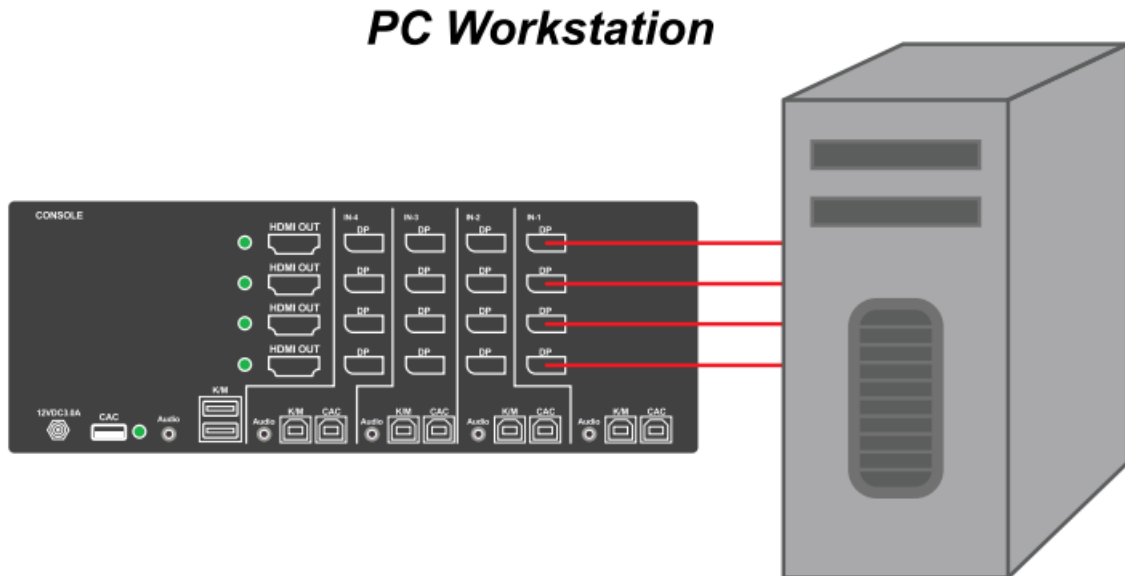 PC Workstation
CONSOLE
IN-4 IN-3 IN-2 IN-1
HDMI OUT DP DP DP DP
HDMI OUT DP DP DP DP
HDMI OUT DP DP DP DP
HDMI OUT DP DP DP DP
K/M
12VDC3.0A CAC Audio Audio K/M CAC Audio K/M CAC Audio K/M CAC Audio K/M CAC